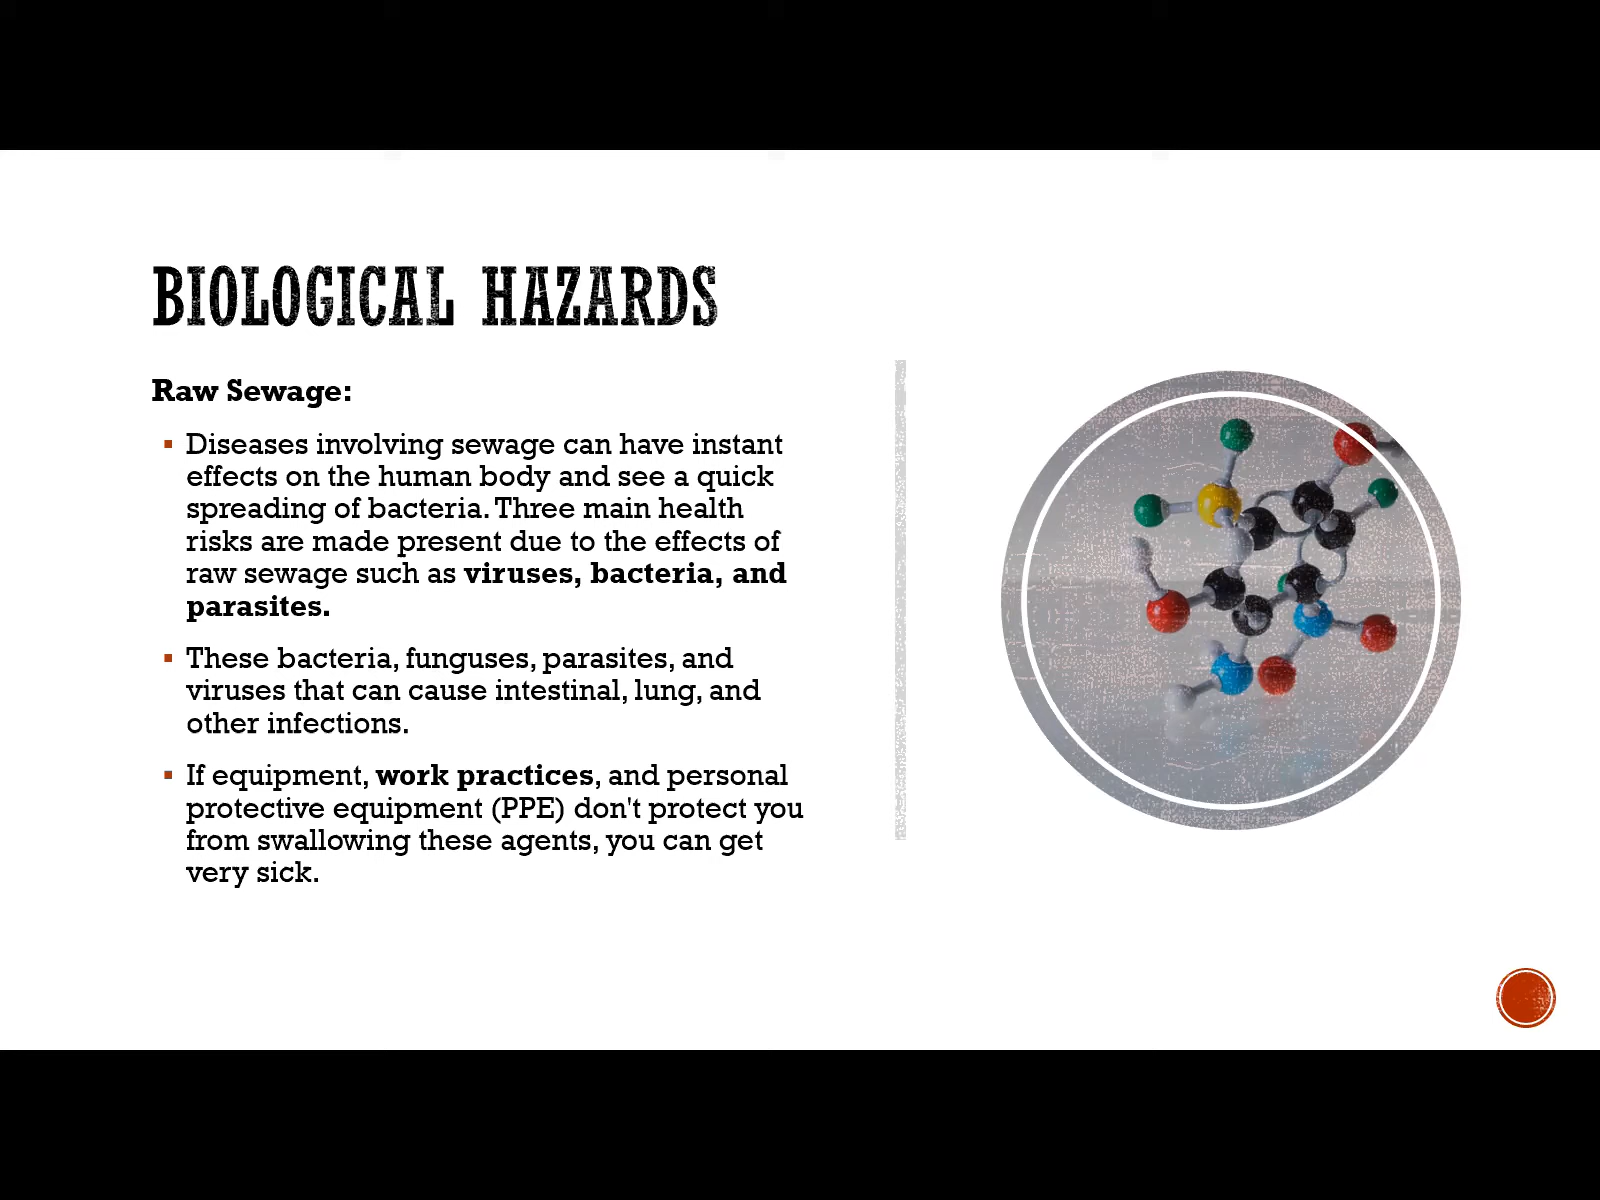 BIOLOGICAL HAZARDS
Raw Sewage:
▪ Diseases involving sewage can have instant
effects on the human body and see a quick
spreading of bacteria. Three main health
risks are made present due to the effects of
raw sewage such as viruses, bacteria, and
parasites.
▪ These bacteria, funguses, parasites, and
viruses that can cause intestinal, lung, and
other infections.
▪ If equipment, work practices, and personal
protective equipment (PPE) don't protect you
from swallowing these agents, you can get
very sick.